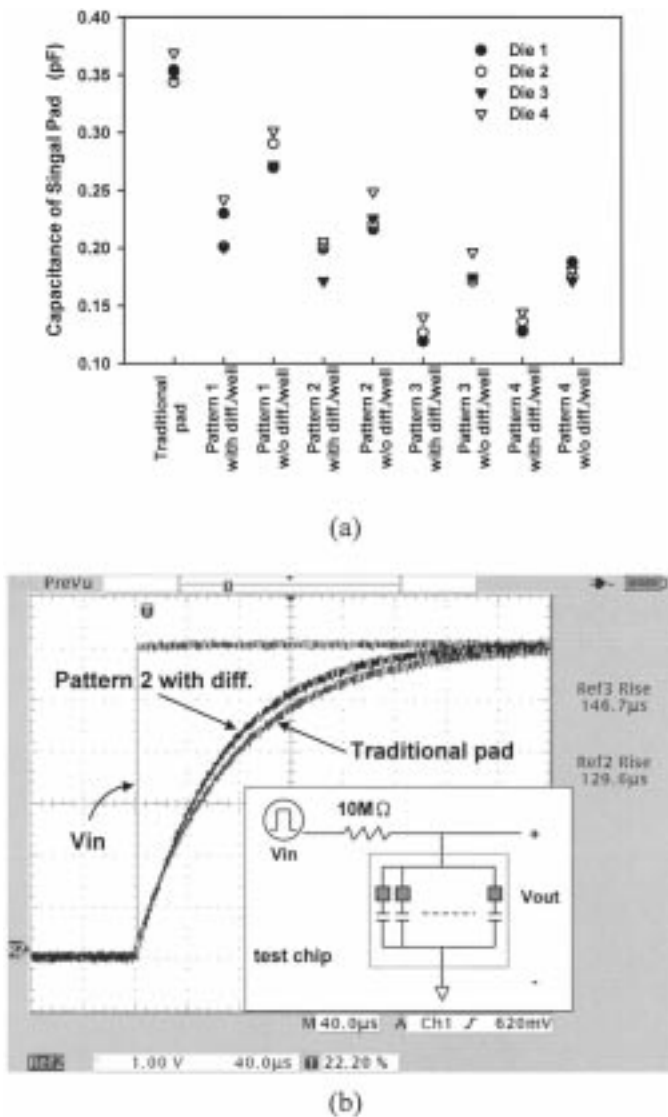 0.40
0.35
0.30
0.25
0.20
0.15
0.10
Capacitance of Singal Pad (pF)
Die 1
Die 2
Die 3
Die 4
Traditional
pad
Pattern 1
with diff./well
Pattern 1
w/o diff./well
Pattern 2
with diff./well
Pattern 2
w/o diff./well
Pattern 3
with diff./well
Pattern 3
w/o diff./well
Pattern 4
with diff./well
Pattern 4
w/o diff./well
(a)
PreVu
Pattern 2 with diff.
Traditional pad
Vin
Ref3 Rise
146.7µs
Ref2 Rise
129.6µs
10MΩ
Vin
+
Vout
test chip
-
M 40.0µs A Ch1 620mV
Ref2 1.00 V 40.0µs 22.20 %
(b)